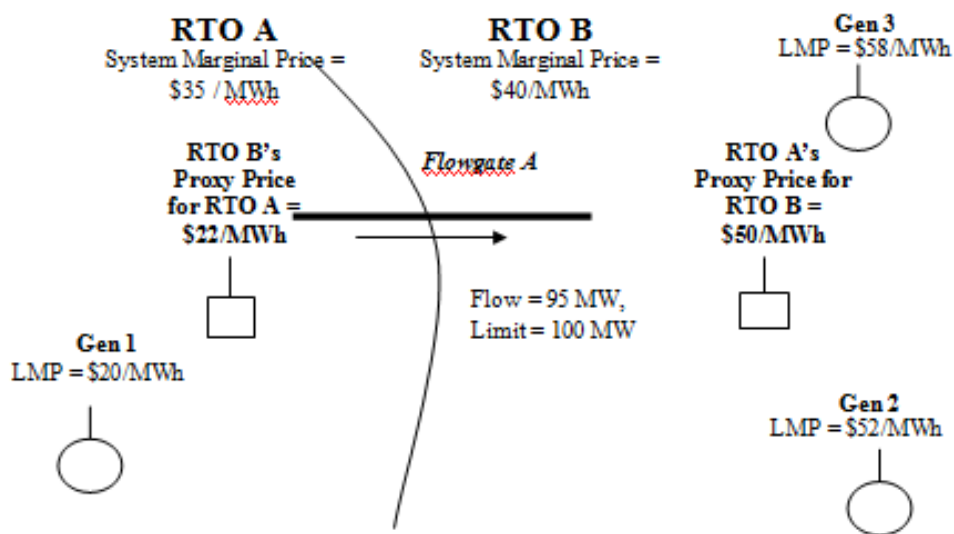 RTO A
System Marginal Price =
$35 / MWh
RTO B
System Marginal Price =
$40/MWh
Gen 3
LMP = $58/MWh
RTO B's
Proxy Price
for RTO A =
$22/MWh
Flowgate A
RTO A's
Proxy Price for
RTO B =
$50/MWh
Flow = 95 MW,
Limit = 100 MW
Gen 1
LMP = $20/MWh
Gen 2
LMP = $52/MWh